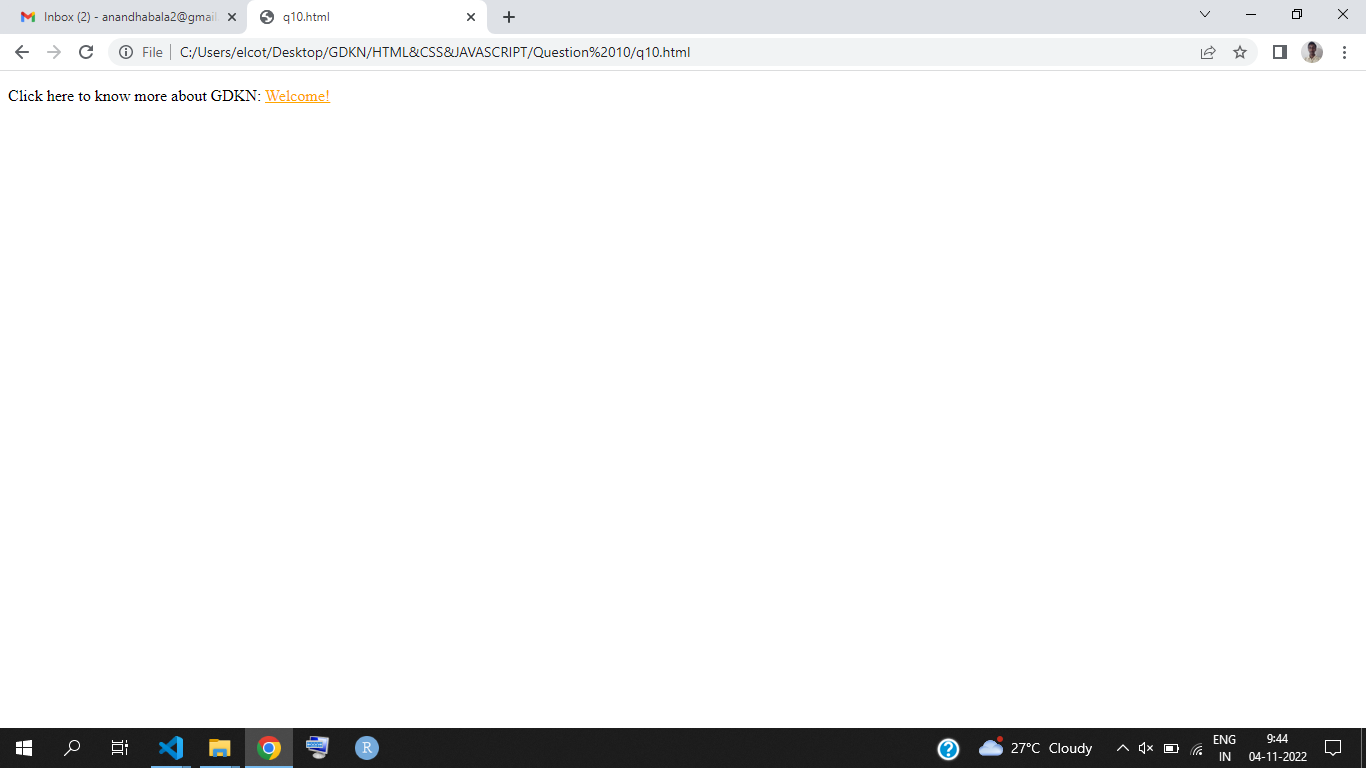 Inbox (2) - anandhabala2@gmail
q10.html
File
C:/Users/elcot/Desktop/GDKN/HTML&CSS&JAVASCRIPT/Question%2010/q10.html
Click here to know more about GDKN: Welcome!
R
27°C Cloudy
ENG
IN
9:44
04-11-2022